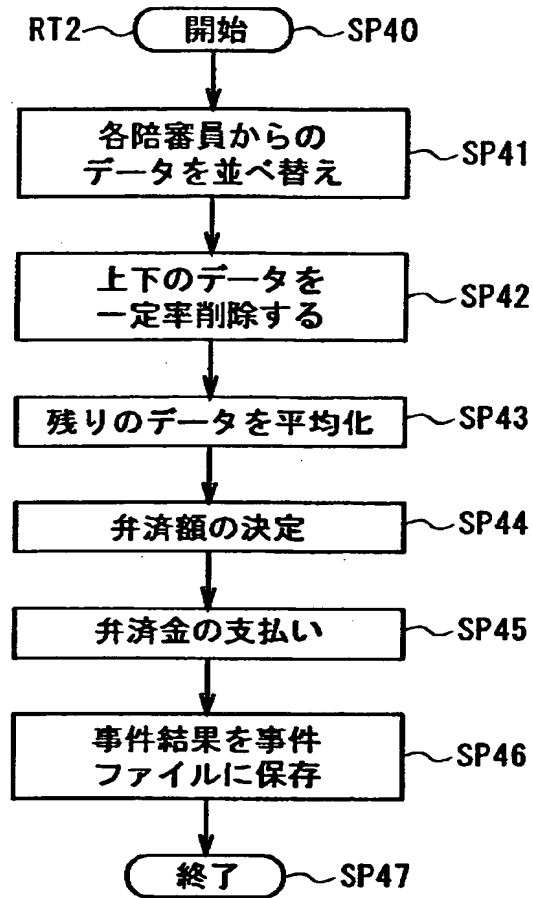 RT2 開始 SP40
各陪審員からの
データを並べ替え
SP41
上下のデータを
一定率削除する
SP42
残りのデータを平均化 SP43
弁済額の決定 SP44
弁済金の支払い SP45
事件結果を事件
ファイルに保存
SP46
終了 SP47